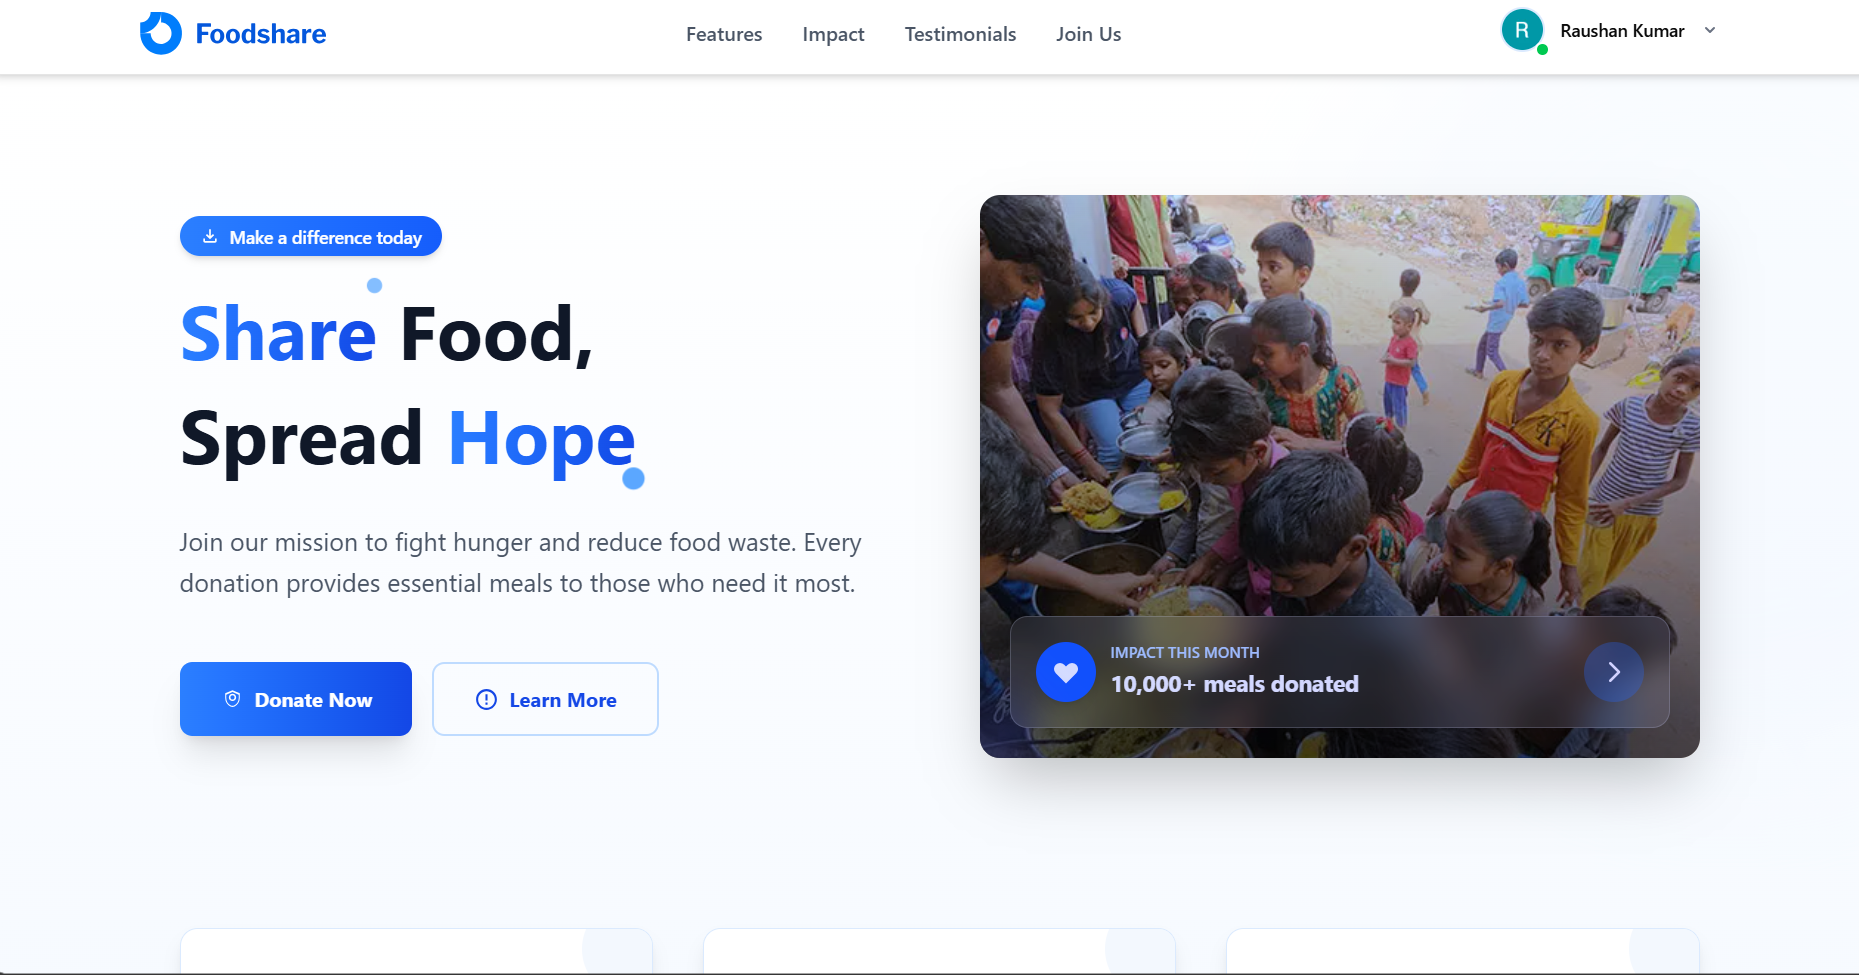 Foodshare
Features
Impact
Testimonials
Join Us
R
Raushan Kumar
Make a difference today
Share Food,
Spread Hope
Join our mission to fight hunger and reduce food waste. Every
donation provides essential meals to those who need it most.
Donate Now
Learn More
IMPACT THIS MONTH
10,000+ meals donated